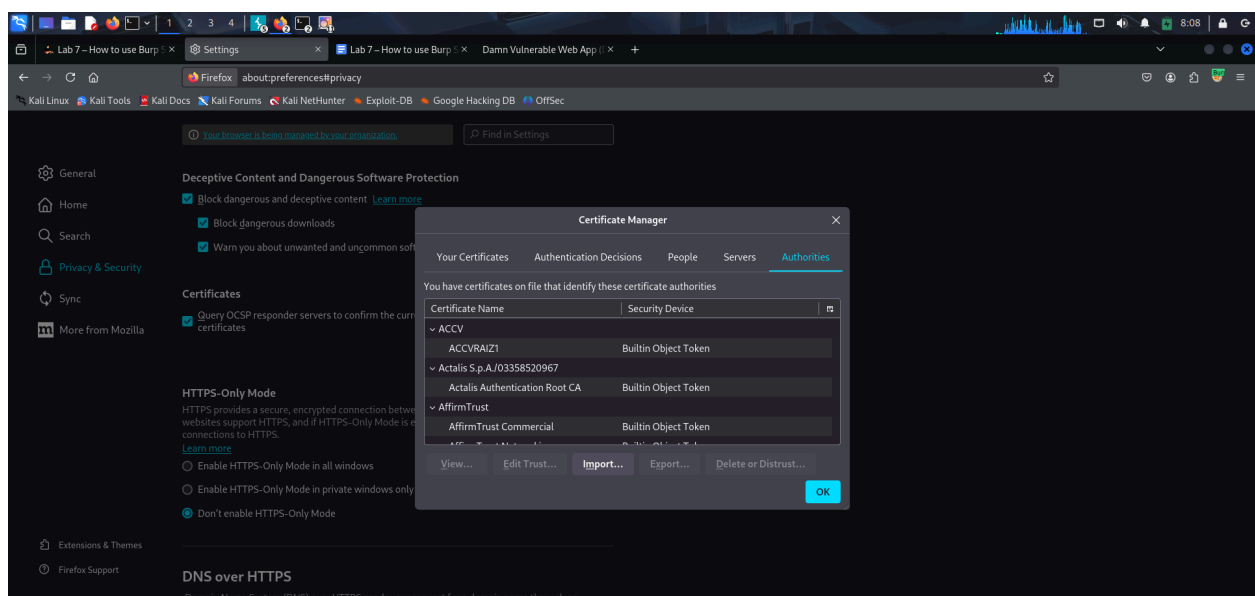 1 2 3 4 8:08
Lab 7 – How to use Burp S Settings Lab 7 – How to use Burp S Damn Vulnerable Web App (
Firefox about:preferences#privacy
Kali Linux Kali Tools Kali Docs Kali Forums Kali NetHunter Exploit-DB Google Hacking DB OffSec
Your browser is being managed by your organization. Find in Settings
General
Home
Search
Privacy & Security
Sync
More from Mozilla
Extensions & Themes
Firefox Support
Deceptive Content and Dangerous Software Protection
Block dangerous and deceptive content Learn more
Block dangerous downloads
Warn you about unwanted and uncommon soft
Certificates
Query OCSP responder servers to confirm the curr
certificates
HTTPS-Only Mode
HTTPS provides a secure, encrypted connection betwe
websites support HTTPS, and if HTTPS-Only Mode is e
connections to HTTPS.
Learn more
Enable HTTPS-Only Mode in all windows
Enable HTTPS-Only Mode in private windows only
Don't enable HTTPS-Only Mode
DNS over HTTPS
Certificate Manager
Your Certificates Authentication Decisions People Servers Authorities
You have certificates on file that identify these certificate authorities
Certificate Name Security Device
ACCV
ACCVRAIZ1 Builtin Object Token
Actalis S.p.A./03358520967
Actalis Authentication Root CA Builtin Object Token
AffirmTrust
AffirmTrust Commercial Builtin Object Token
View... Edit Trust... Import... Export... Delete or Distrust...
OK